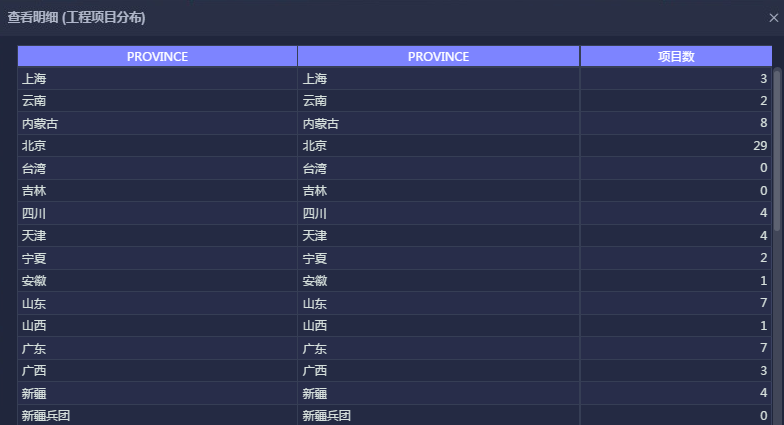 查看明细 (工程项目分布)
PROVINCE PROVINCE 项目数
上海 上海 3
云南 云南 2
内蒙古 内蒙古 8
北京 北京 29
台湾 台湾 0
吉林 吉林 0
四川 四川 4
天津 天津 4
宁夏 宁夏 2
安徽 安徽 1
山东 山东 7
山西 山西 1
广东 广东 7
广西 广西 3
新疆 新疆 4
新疆兵团 新疆兵团 0